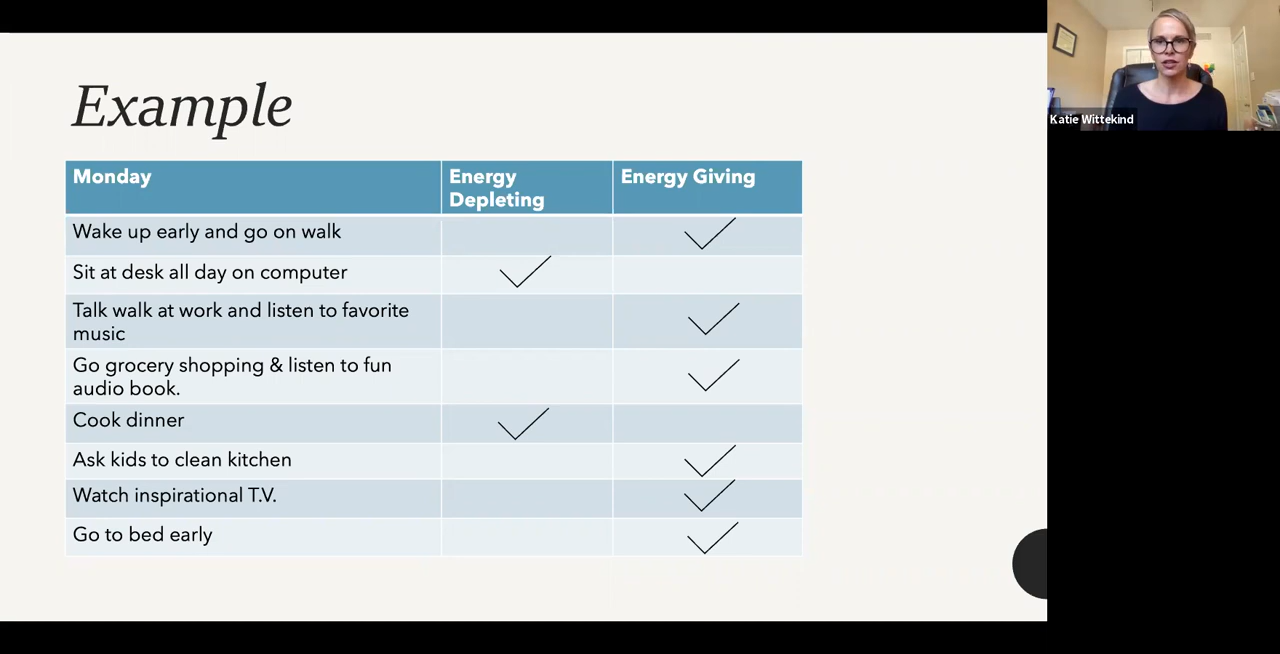 Example
Monday
Energy
Depleting
Energy Giving
Wake up early and go on walk
Sit at desk all day on computer
Talk walk at work and listen to favorite
music
Go grocery shopping & listen to fun
audio book.
Cook dinner
Ask kids to clean kitchen
Watch inspirational T.V.
Go to bed early
Katie Wittekind